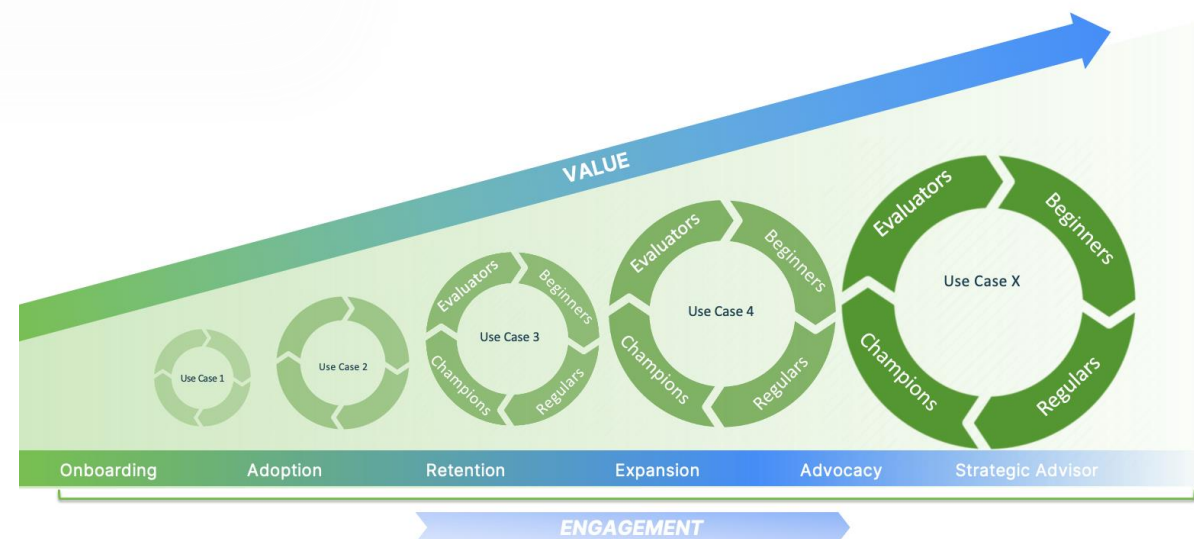 VALUE
Use Case 1
Use Case 2
Evaluators
Beginners
Use Case 3
Champions
Regulars
Evaluators
Beginners
Use Case 4
Champions
Regulars
Evaluators
Beginners
Use Case X
Champions
Regulars
Onboarding
Adoption
Retention
Expansion
Advocacy
Strategic Advisor
ENGAGEMENT